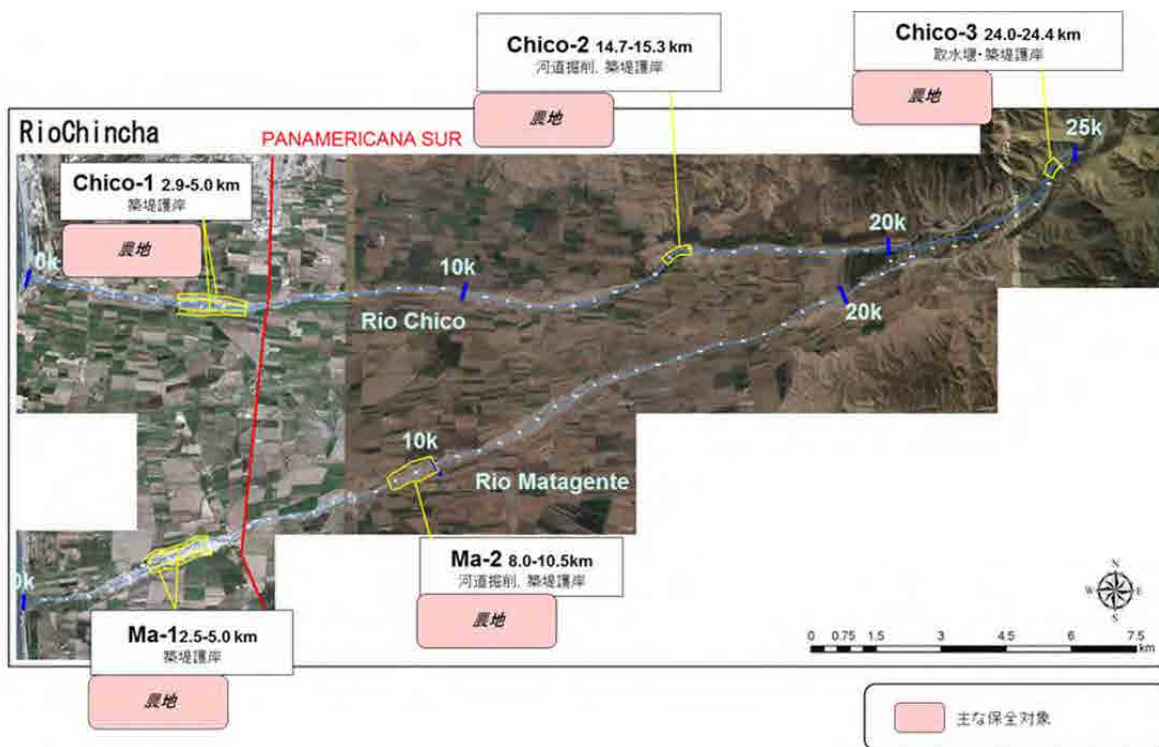 Chico-2 14.7-15.3 km
河道掘削、築堤護岸
農地
Chico-3 24.0-24.4 km
取水堰・築堤護岸
農地
RioChincha
PANAMERICANA SUR
25k
Chico-1 2.9-5.0 km
築堤護岸
農地
20k
0k
10k
20k
Rio Chico
10k
Rio Matagente
Ma-2 8.0-10.5km
河道掘削、築堤護岸
農地
0k
Ma-1 2.5-5.0 km
築堤護岸
農地
N
W E
S
0 0.75 1.5 3 4.5 6 7.5
km
主な保全対象